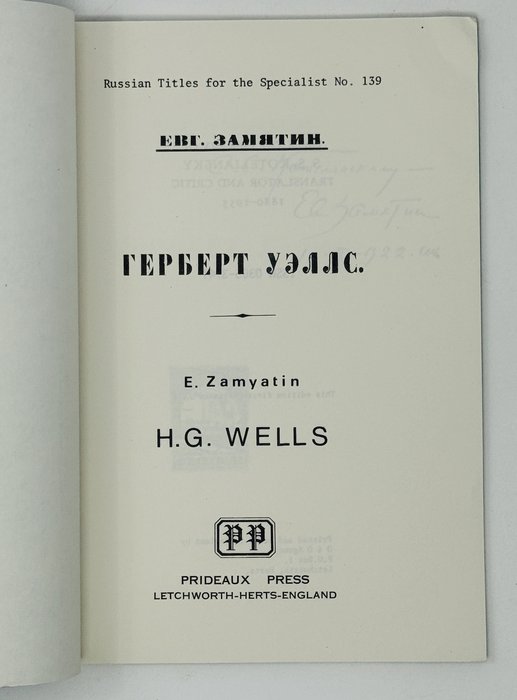 Russian Titles for the Specialist No. 139
ЕВГ. ЗАМЯТИН.
ГЕРБЕРТ УЭЛЛС.
E. Zamyatin
H.G. WELLS
PP
PRIDEAUX PRESS
LETCHWORTH-HERTS-ENGLAND